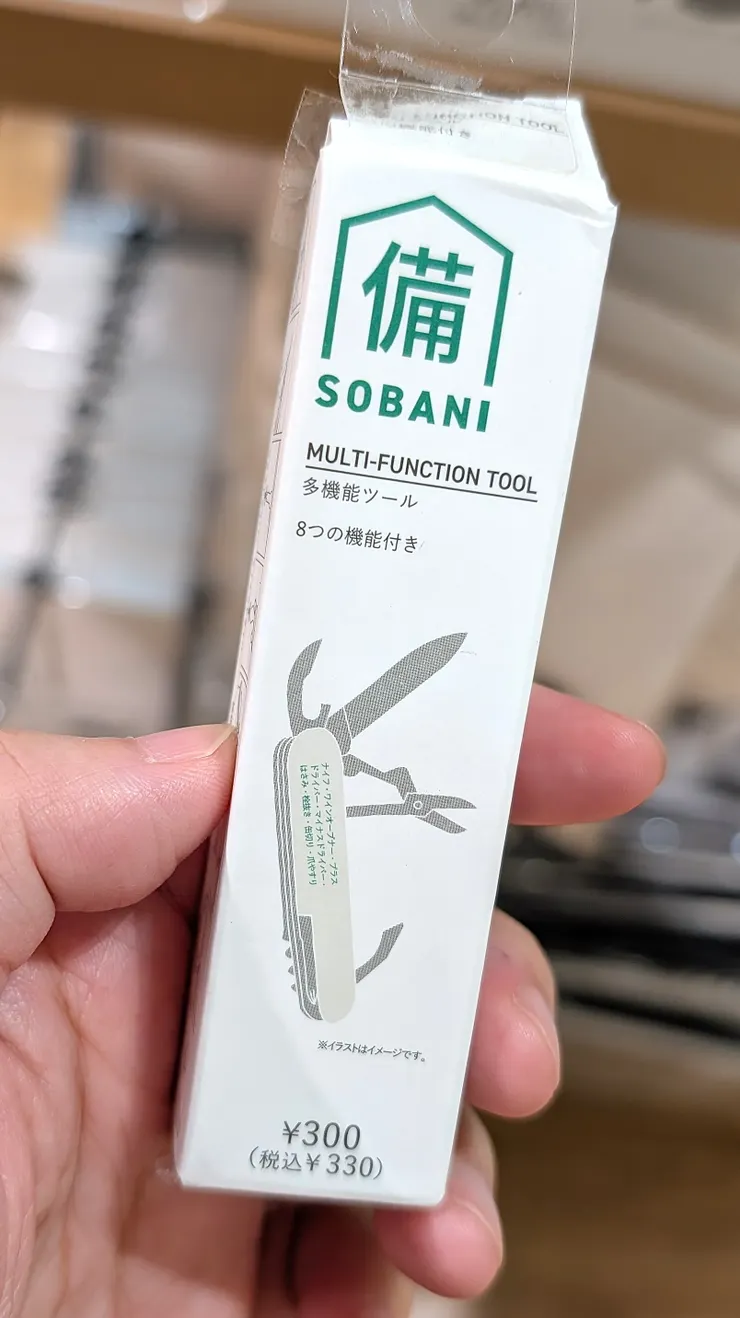 備
SOBANI
MULTI-FUNCTION TOOL
多機能ツール
8つの機能付き
ナイフ・ワインオープナー・プラス
ドライバー・マイナスドライバー・
はさみ・栓抜き・缶切り・爪やすり
※イラストはイメージです。
¥300
(税込¥330)